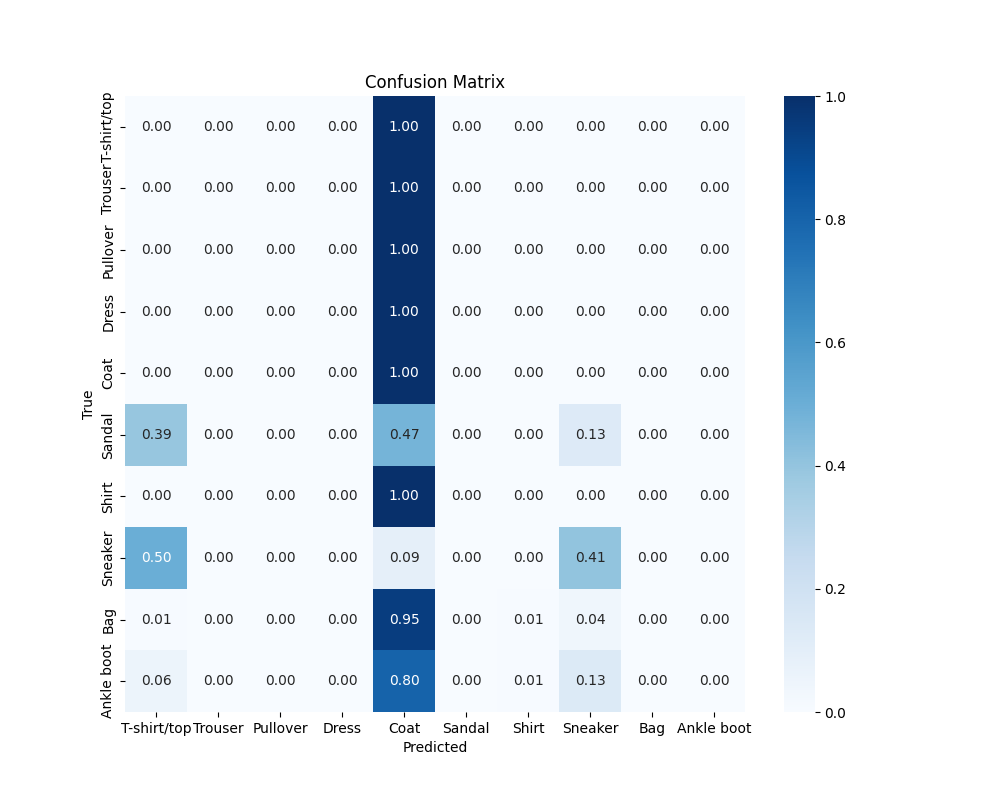 Confusion Matrix
T-shirt/top 0.00 0.00 0.00 0.00 1.00 0.00 0.00 0.00 0.00 0.00
Trouser 0.00 0.00 0.00 0.00 1.00 0.00 0.00 0.00 0.00 0.00
Pullover 0.00 0.00 0.00 0.00 1.00 0.00 0.00 0.00 0.00 0.00
Dress 0.00 0.00 0.00 0.00 1.00 0.00 0.00 0.00 0.00 0.00
Coat 0.00 0.00 0.00 0.00 1.00 0.00 0.00 0.00 0.00 0.00
True
Sandal 0.39 0.00 0.00 0.00 0.47 0.00 0.00 0.13 0.00 0.00
Shirt 0.00 0.00 0.00 0.00 1.00 0.00 0.00 0.00 0.00 0.00
Sneaker 0.50 0.00 0.00 0.00 0.09 0.00 0.00 0.41 0.00 0.00
Bag 0.01 0.00 0.00 0.00 0.95 0.00 0.01 0.04 0.00 0.00
Ankle boot 0.06 0.00 0.00 0.00 0.80 0.00 0.01 0.13 0.00 0.00
T-shirt/top Trouser Pullover Dress Coat Sandal Shirt Sneaker Bag Ankle boot
Predicted
1.0
0.8
0.6
0.4
0.2
0.0